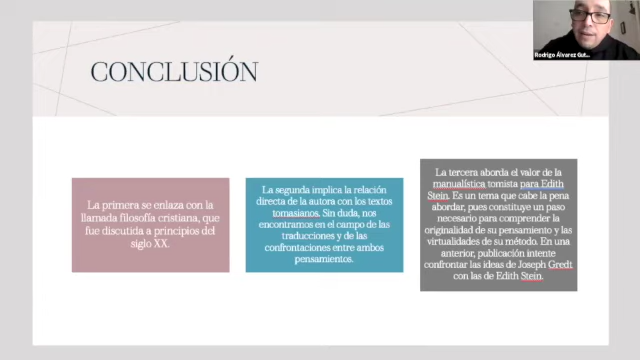 Rodrigo Álvarez Gut...
CONCLUSIÓN
La primera se enlaza con la
llamada filosofía cristiana, que
fue discutida a principios del
siglo XX.
La segunda implica la relación
directa de la autora con los textos
tomasianos. Sin duda, nos
encontramos en el campo de las
traducciones y de las
confrontaciones entre ambos
pensamientos.
La tercera aborda el valor de la
manualística tomista para Edith
Stein. Es un tema que cabe la pena
abordar, pues constituye un paso
necesario para comprender la
originalidad de su pensamiento y las
virtualidades de su método. En una
anterior, publicación intente
confrontar las ideas de Joseph Gredt
con las de Edith Stein.